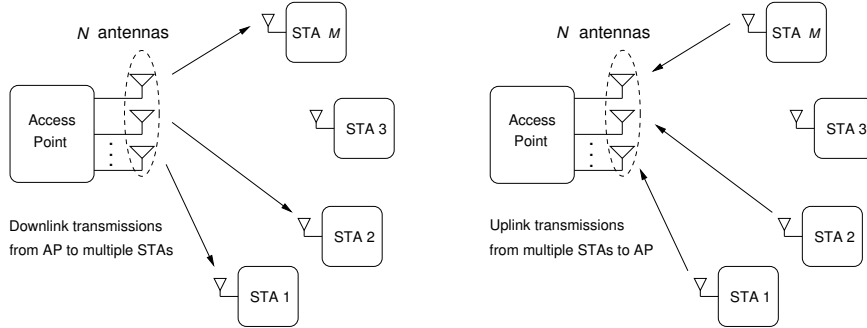 N antennas
STA M
Access
Point
STA 3
Downlink transmissions
from AP to multiple STAs
STA 2
STA 1
N antennas
STA M
Access
Point
STA 3
Uplink transmissions
from multiple STAs to AP
STA 2
STA 1